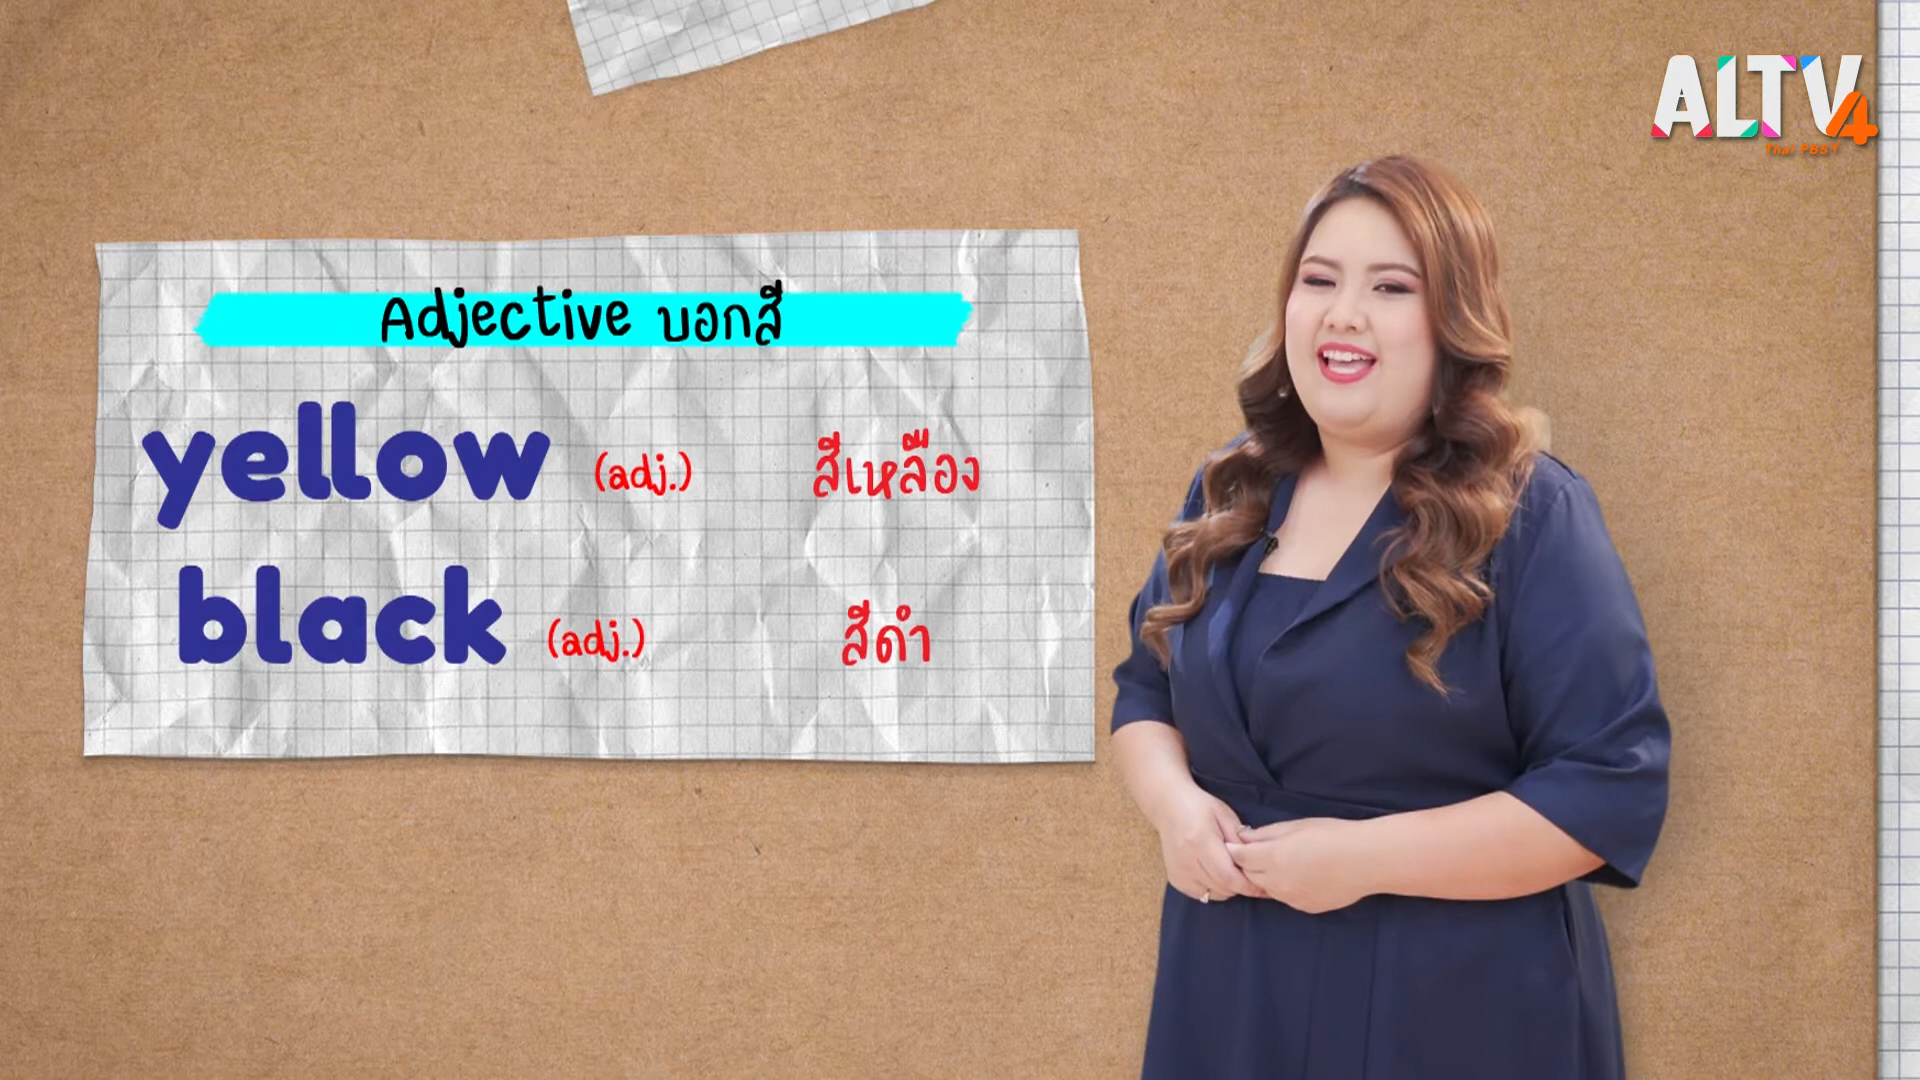 ALTV4
Thai PBS
Adjective บอกสี
yellow (adj.) สีเหลือง
black (adj.) สีดำ